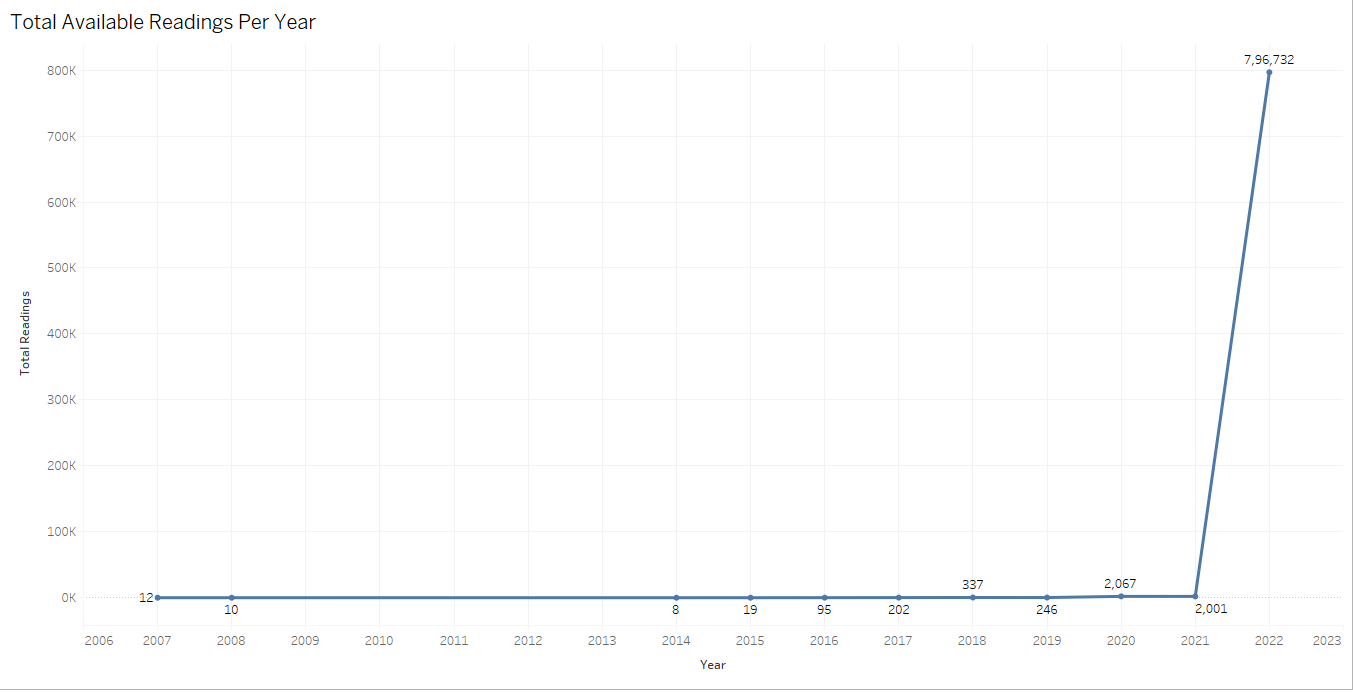 Total Available Readings Per Year
7,96,732
800K
700K
600K
500K
400K
300K
200K
100K
0K
Total Readings
12
10
8
19
95
202
337
246
2,067
2,001
2006 2007 2008 2009 2010 2011 2012 2013 2014 2015 2016 2017 2018 2019 2020 2021 2022 2023
Year